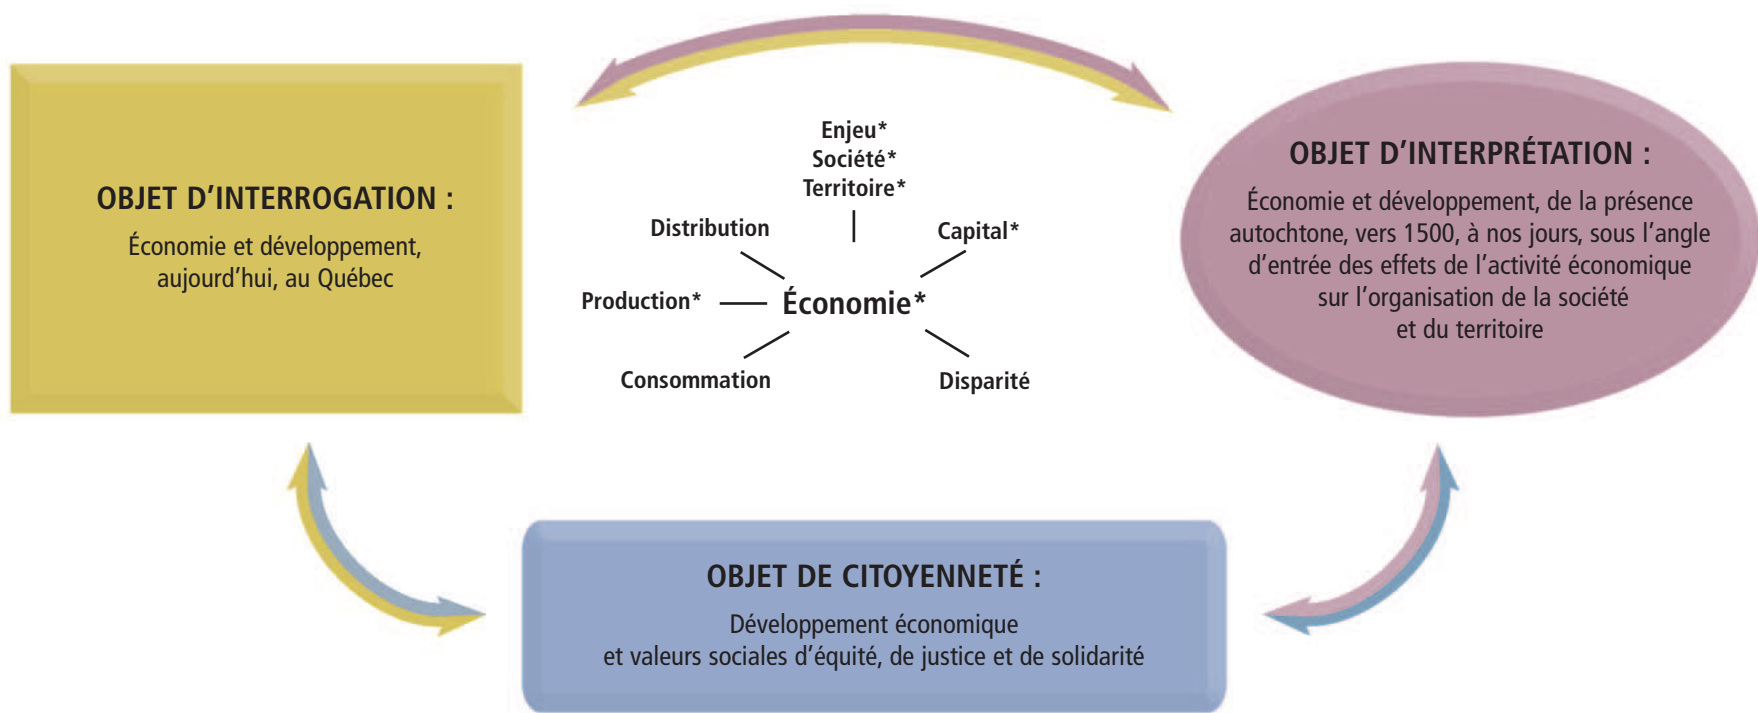 OBJET D'INTERROGATION :
Économie et développement,
aujourd'hui, au Québec
Enjeu*
Société*
Territoire*
Distribution
Capital*
Production*
Économie*
Consommation
Disparité
OBJET D'INTERPRÉTATION :
Économie et développement, de la présence
autochtone, vers 1500, à nos jours, sous l'angle
d'entrée des effets de l'activité économique
sur l'organisation de la société
et du territoire
OBJET DE CITOYENNETÉ :
Développement économique
et valeurs sociales d'équité, de justice et de solidarité